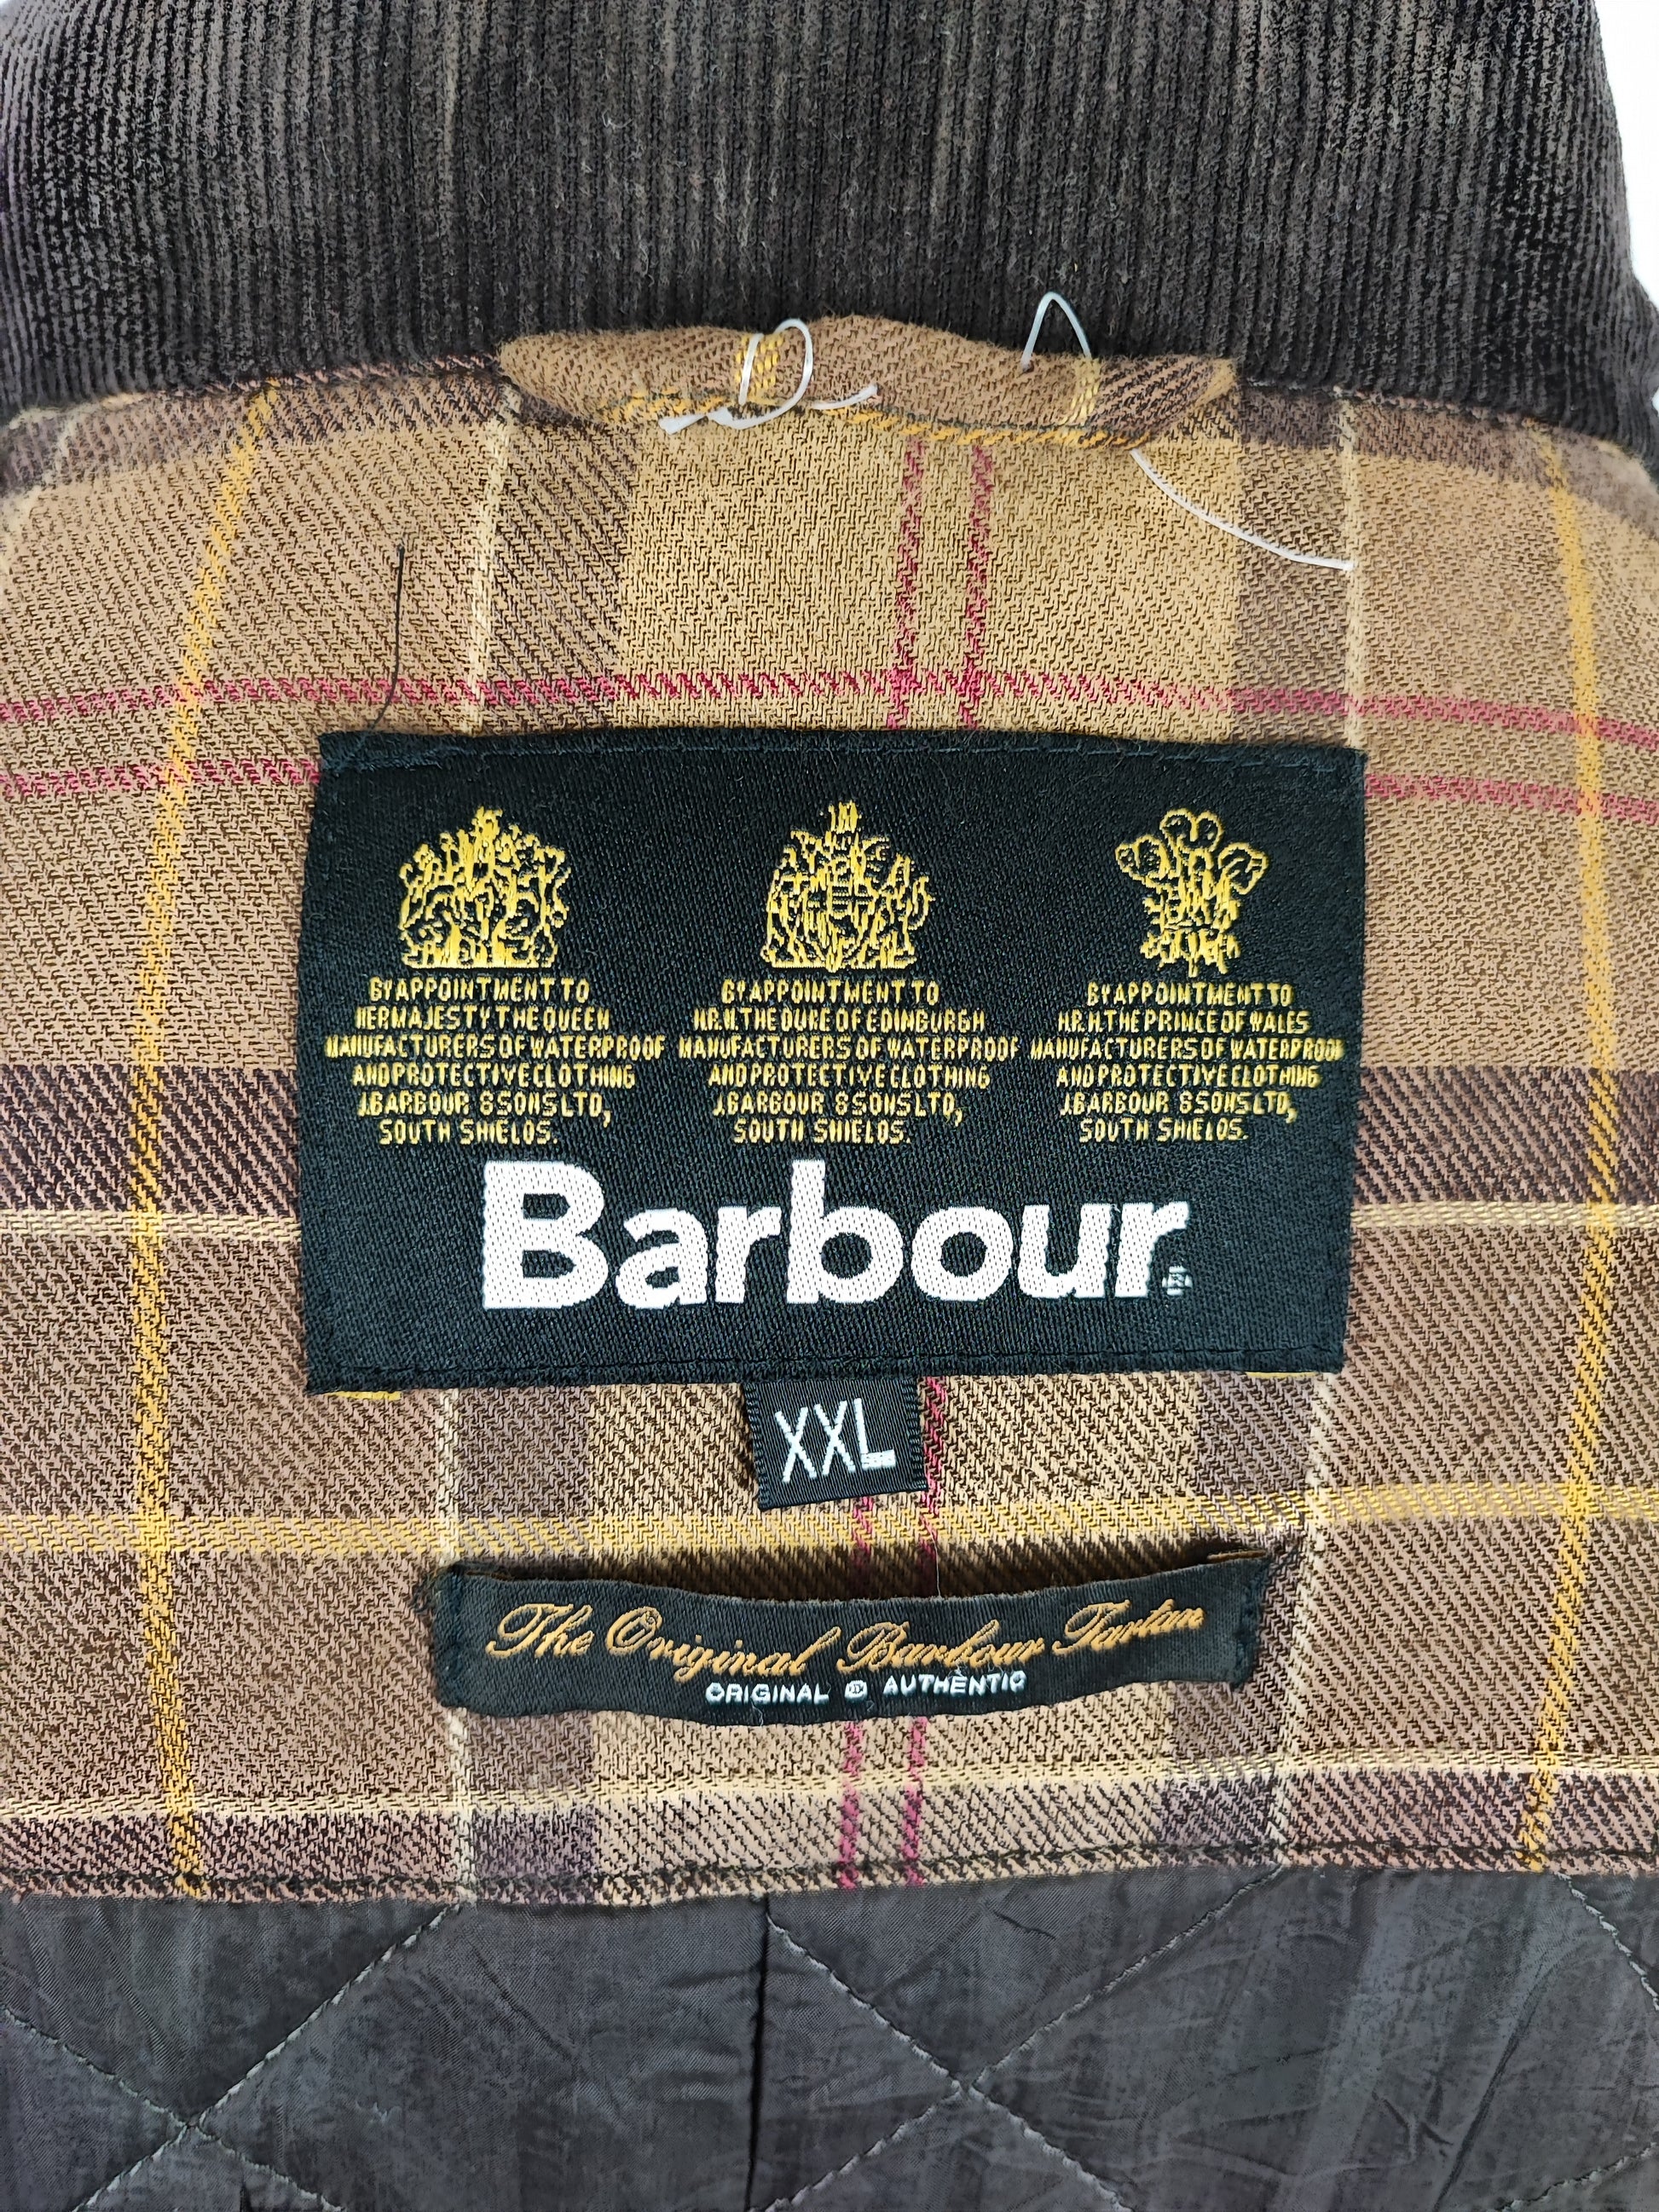 BY APPOINTMENT TO
HER MAJESTY THE QUEEN
MANUFACTURERS OF WATERPROOF
AND PROTECTIVE CLOTHING
J.BARBOUR & SONS LTD,
SOUTH SHIELDS.
BY APPOINTMENT TO
H.R.H. THE DUKE OF EDINBURGH
MANUFACTURERS OF WATERPROOF
AND PROTECTIVE CLOTHING
J.BARBOUR & SONS LTD,
SOUTH SHIELDS.
BY APPOINTMENT TO
H.R.H. THE PRINCE OF WALES
MANUFACTURERS OF WATERPROOF
AND PROTECTIVE CLOTHING
J.BARBOUR & SONS LTD,
SOUTH SHIELDS.
Barbour®
XXL
The Original Barbour Tartan
ORIGINAL ® AUTHENTIC